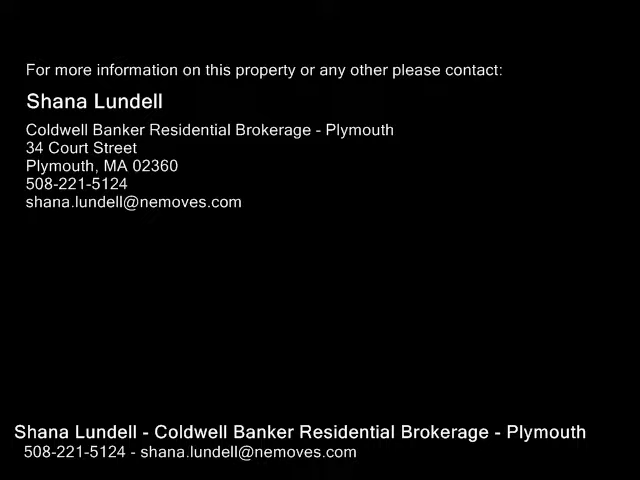 For more information on this property or any other please contact:
Shana Lundell
Coldwell Banker Residential Brokerage - Plymouth
34 Court Street
Plymouth, MA 02360
508-221-5124
shana.lundell@nemoves.com
Shana Lundell - Coldwell Banker Residential Brokerage - Plymouth
508-221-5124 - shana.lundell@nemoves.com